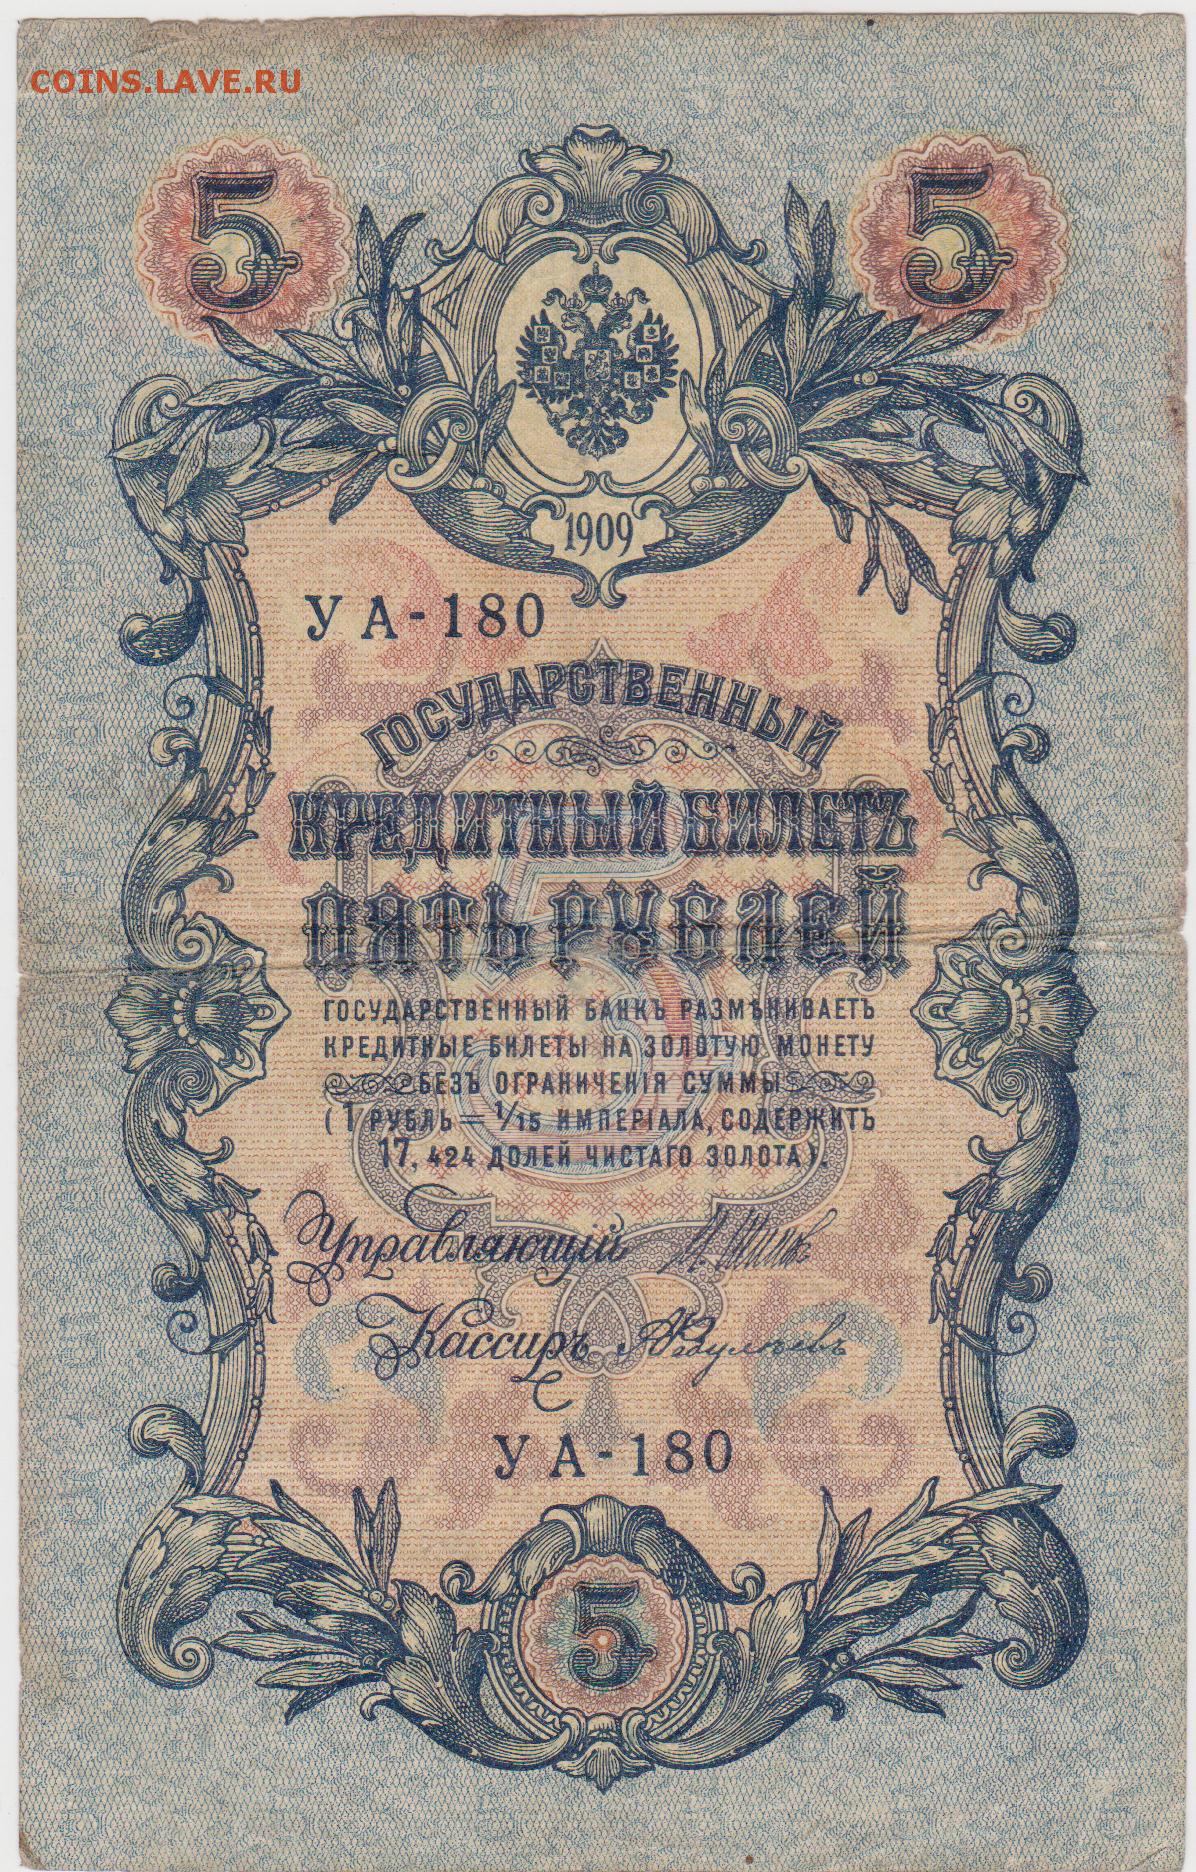 COINS.LAVE.RU
5 5
1909
УА-180
ГОСУДАРСТВЕННЫЙ
КРЕДИТНЫЙ БИЛЕТЪ
5
ПЯТЬ РУБЛЕЙ
ГОСУДАРСТВЕННЫЙ БАНКЪ РАЗМѢНИВАЕТЪ
КРЕДИТНЫЕ БИЛЕТЫ НА ЗОЛОТУЮ МОНЕТУ
БЕЗЪ ОГРАНИЧЕНІЯ СУММЫ
(1 РУБЛЬ = 1/15 ИМПЕРІАЛА, СОДЕРЖИТЪ
17,424 ДОЛЕЙ ЧИСТАГО ЗОЛОТА).
Управляющій
Кассиръ
УА-180
5